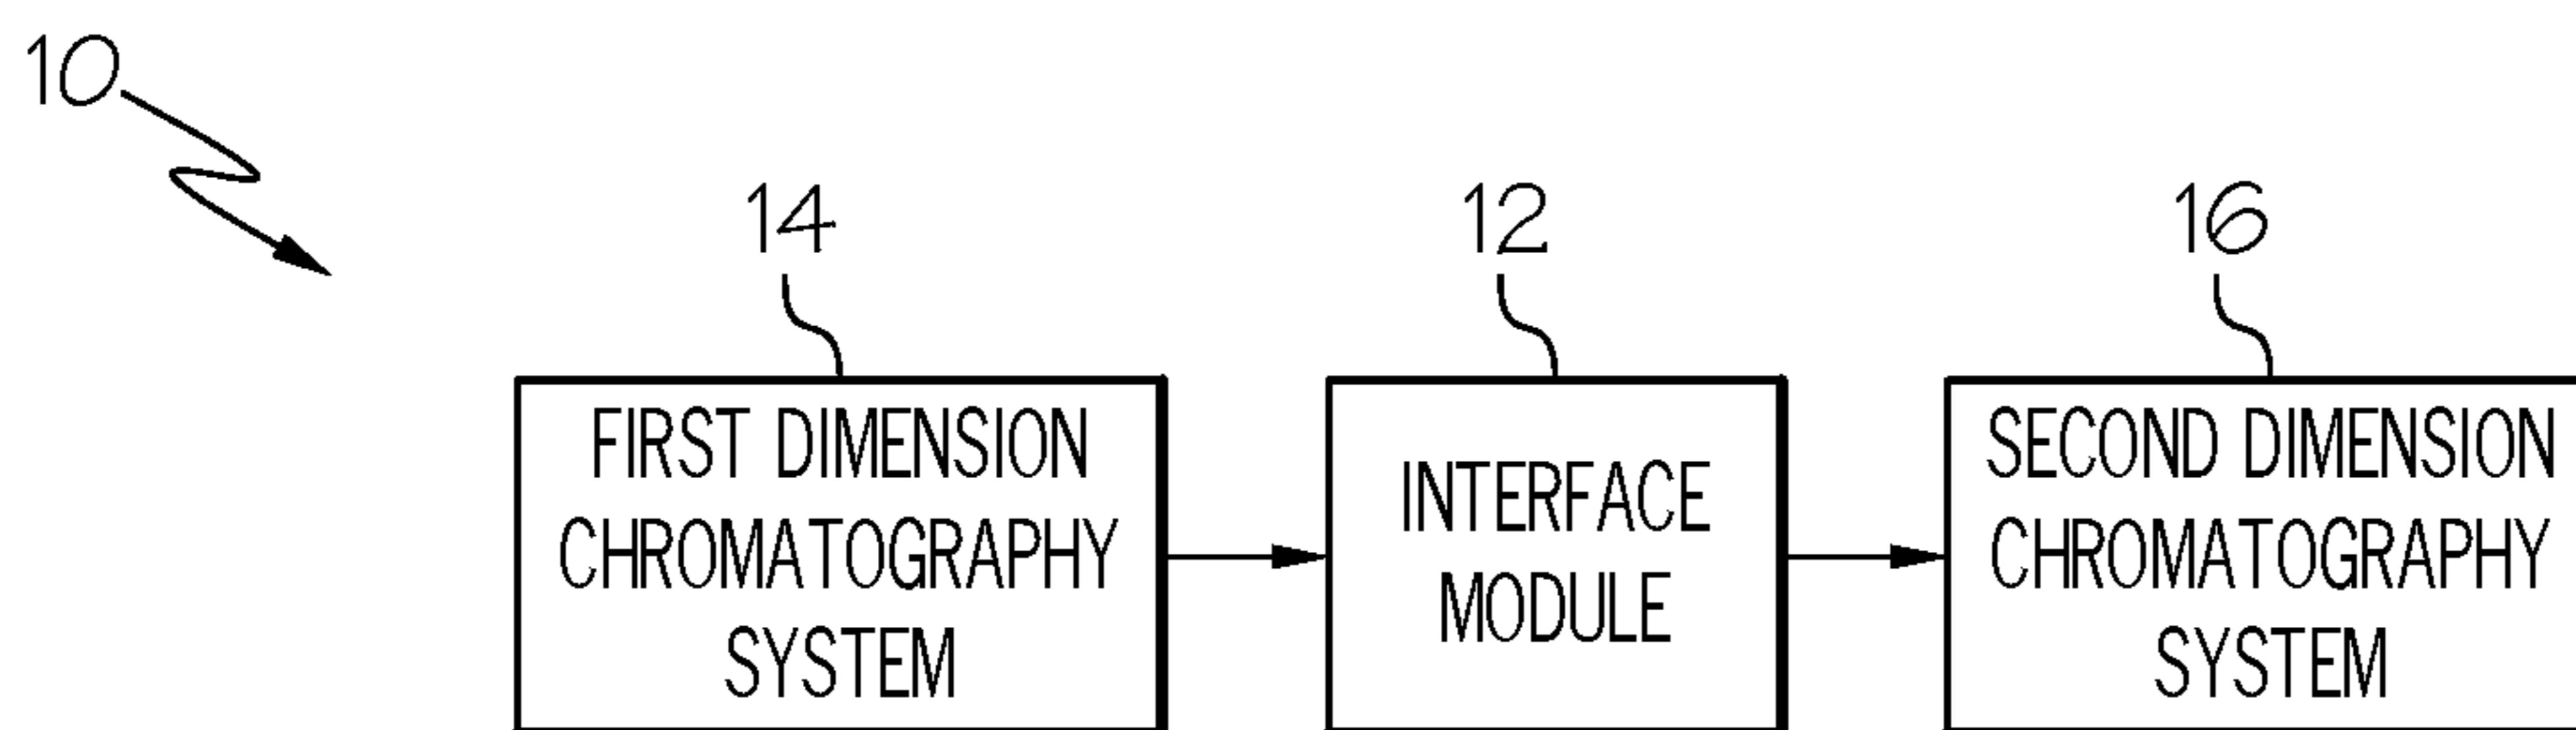 10
14
12
16
FIRST DIMENSION
CHROMATOGRAPHY
SYSTEM
INTERFACE
MODULE
SECOND DIMENSION
CHROMATOGRAPHY
SYSTEM